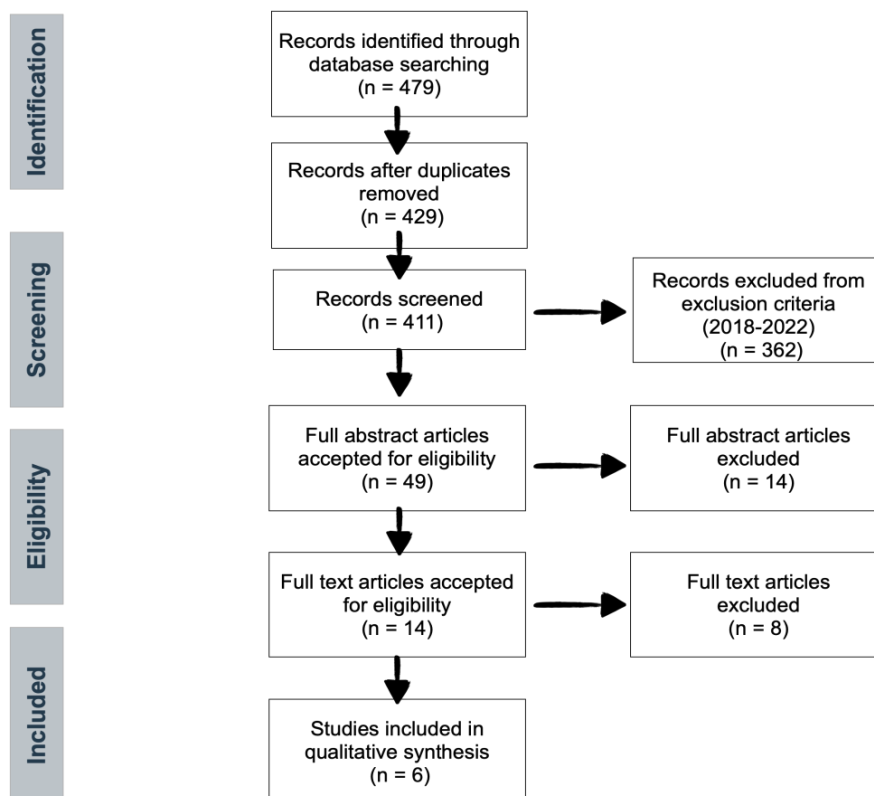 Identification
Records identified through
database searching
(n = 479)
Records after duplicates
removed
(n = 429)
Screening
Records screened
(n = 411)
Records excluded from
exclusion criteria
(2018-2022)
(n = 362)
Eligibility
Full abstract articles
accepted for eligibility
(n = 49)
Full abstract articles
excluded
(n = 14)
Full text articles accepted
for eligibility
(n = 14)
Full text articles
excluded
(n = 8)
Included
Studies included in
qualitative synthesis
(n = 6)